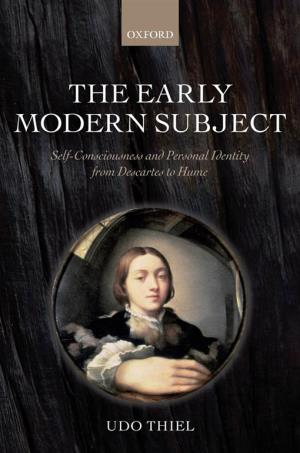 OXFORD
THE EARLY
MODERN SUBJECT
Self-Consciousness and Personal Identity
from Descartes to Hume
UDO THIEL